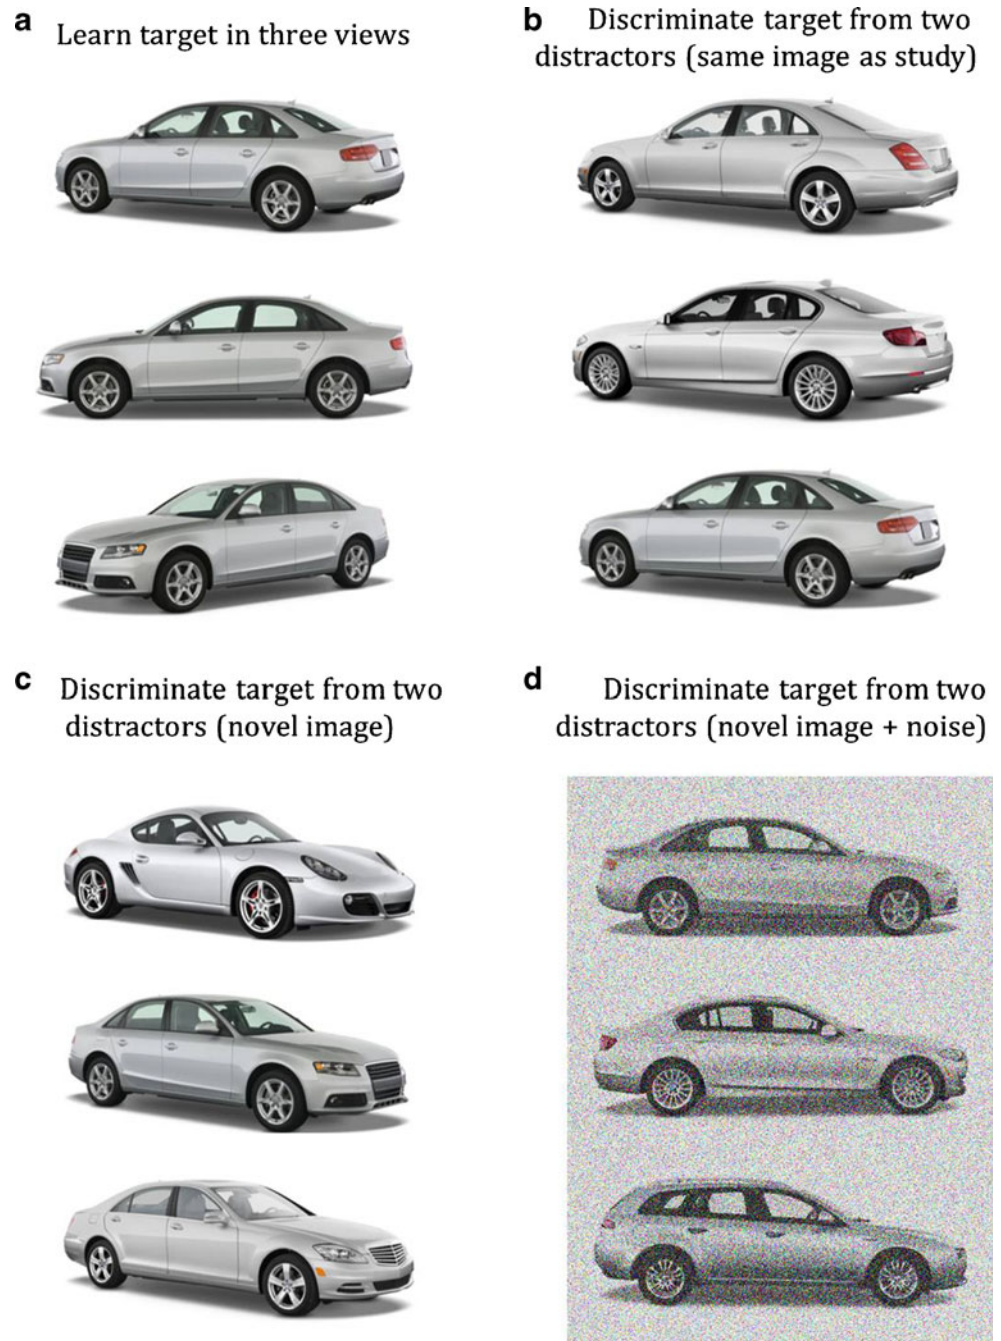 a Learn target in three views
b Discriminate target from two
distractors (same image as study)
c Discriminate target from two
distractors (novel image)
d Discriminate target from two
distractors (novel image + noise)